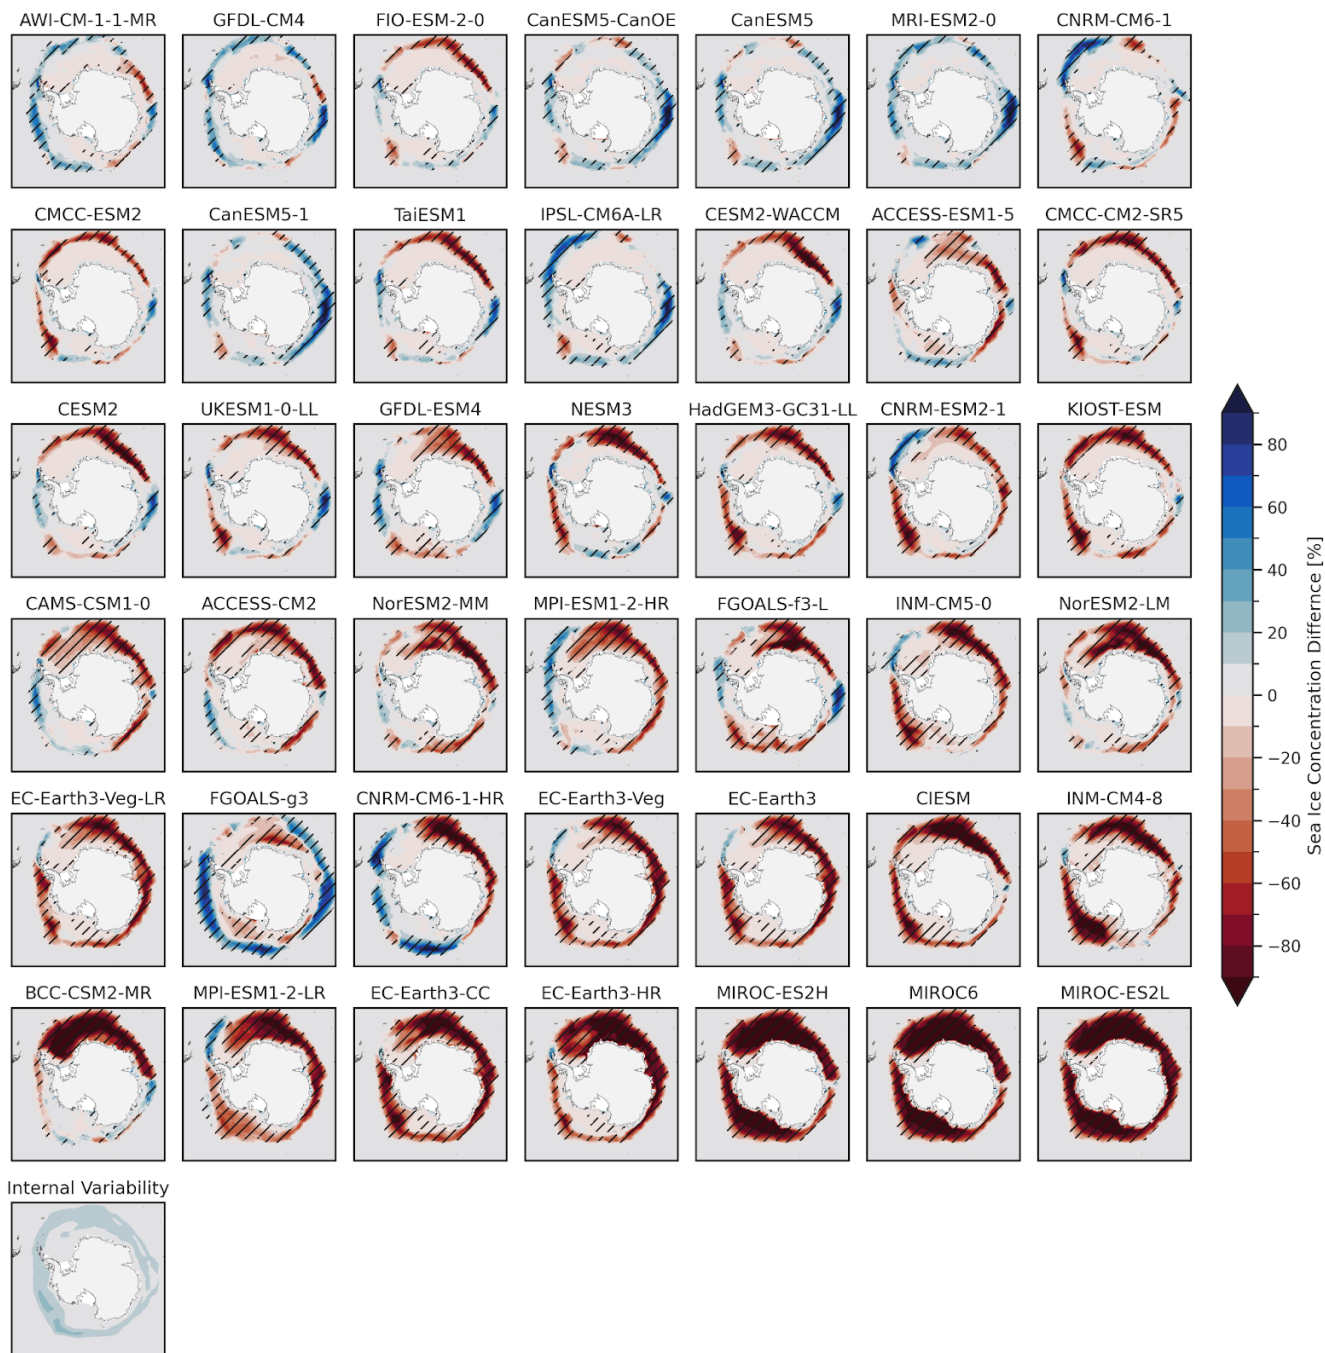 AWI-CM-1-1-MR GFDL-CM4 FIO-ESM-2-0 CanESM5-CanOE CanESM5 MRI-ESM2-0 CNRM-CM6-1
CMCC-ESM2 CanESM5-1 TaiESM1 IPSL-CM6A-LR CESM2-WACCM ACCESS-ESM1-5 CMCC-CM2-SR5
CESM2 UKESM1-0-LL GFDL-ESM4 NESM3 HadGEM3-GC31-LL CNRM-ESM2-1 KIOST-ESM
CAMS-CSM1-0 ACCESS-CM2 NorESM2-MM MPI-ESM1-2-HR FGOALS-f3-L INM-CM5-0 NorESM2-LM
EC-Earth3-Veg-LR FGOALS-g3 CNRM-CM6-1-HR EC-Earth3-Veg EC-Earth3 CIESM INM-CM4-8
BCC-CSM2-MR MPI-ESM1-2-LR EC-Earth3-CC EC-Earth3-HR MIROC-ES2H MIROC6 MIROC-ES2L
Internal Variability
80
60
40
20
0
−20
−40
−60
−80
Sea Ice Concentration Differnce [%]